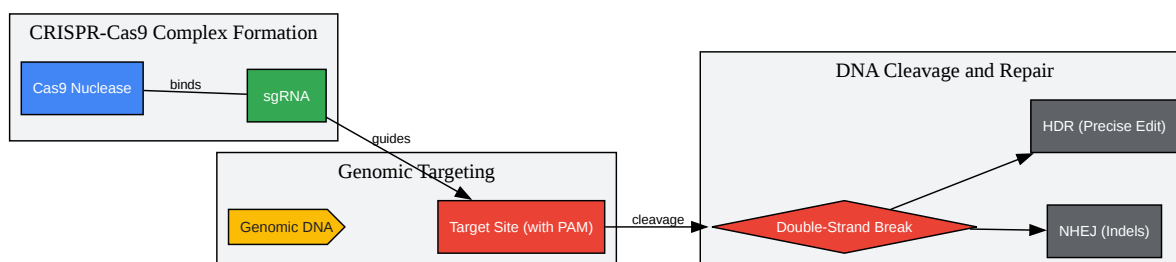 CRISPR-Cas9 Complex Formation
Cas9 Nuclease
binds
sgRNA
guides
Genomic Targeting
Genomic DNA
Target Site (with PAM)
cleavage
DNA Cleavage and Repair
Double-Strand Break
HDR (Precise Edit)
NHEJ (Indels)